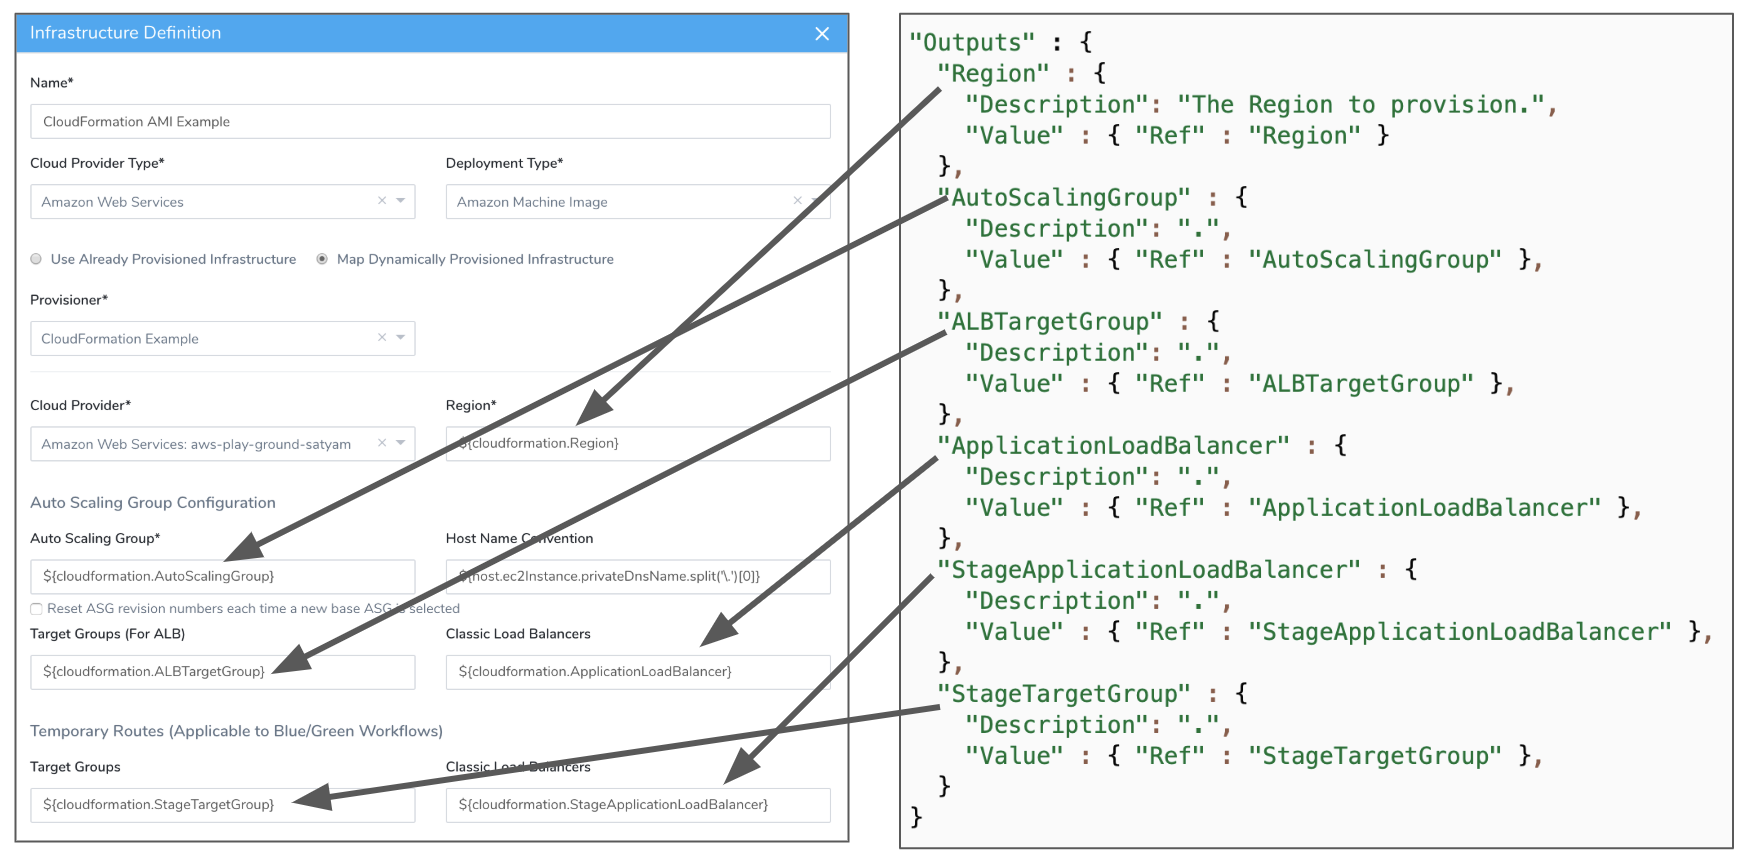 Infrastructure Definition
Name*
CloudFormation AMI Example
Cloud Provider Type*
Deployment Type*
Amazon Web Services
Amazon Machine Image
Use Already Provisioned Infrastructure
Map Dynamically Provisioned Infrastructure
Provisioner*
CloudFormation Example
Cloud Provider*
Region*
Amazon Web Services: aws-play-ground-satyam
${cloudformation.Region}
Auto Scaling Group Configuration
Auto Scaling Group*
Host Name Convention
${cloudformation.AutoScalingGroup}
${host.ec2Instance.privateDnsName.split('\.')[0]}
Reset ASG revision numbers each time a new base ASG is selected
Target Groups (For ALB)
Classic Load Balancers
${cloudformation.ALBTargetGroup}
${cloudformation.ApplicationLoadBalancer}
Temporary Routes (Applicable to Blue/Green Workflows)
Target Groups
Classic Load Balancers
${cloudformation.StageTargetGroup}
${cloudformation.StageApplicationLoadBalancer}
"Outputs" : {
"Region" : {
"Description": "The Region to provision.",
"Value" : { "Ref" : "Region" }
},
"AutoScalingGroup" : {
"Description": ".",
"Value" : { "Ref" : "AutoScalingGroup" },
},
"ALBTargetGroup" : {
"Description": ".",
"Value" : { "Ref" : "ALBTargetGroup" },
},
"ApplicationLoadBalancer" : {
"Description": ".",
"Value" : { "Ref" : "ApplicationLoadBalancer" },
},
"StageApplicationLoadBalancer" : {
"Description": ".",
"Value" : { "Ref" : "StageApplicationLoadBalancer" },
},
"StageTargetGroup" : {
"Description": ".",
"Value" : { "Ref" : "StageTargetGroup" },
}
}